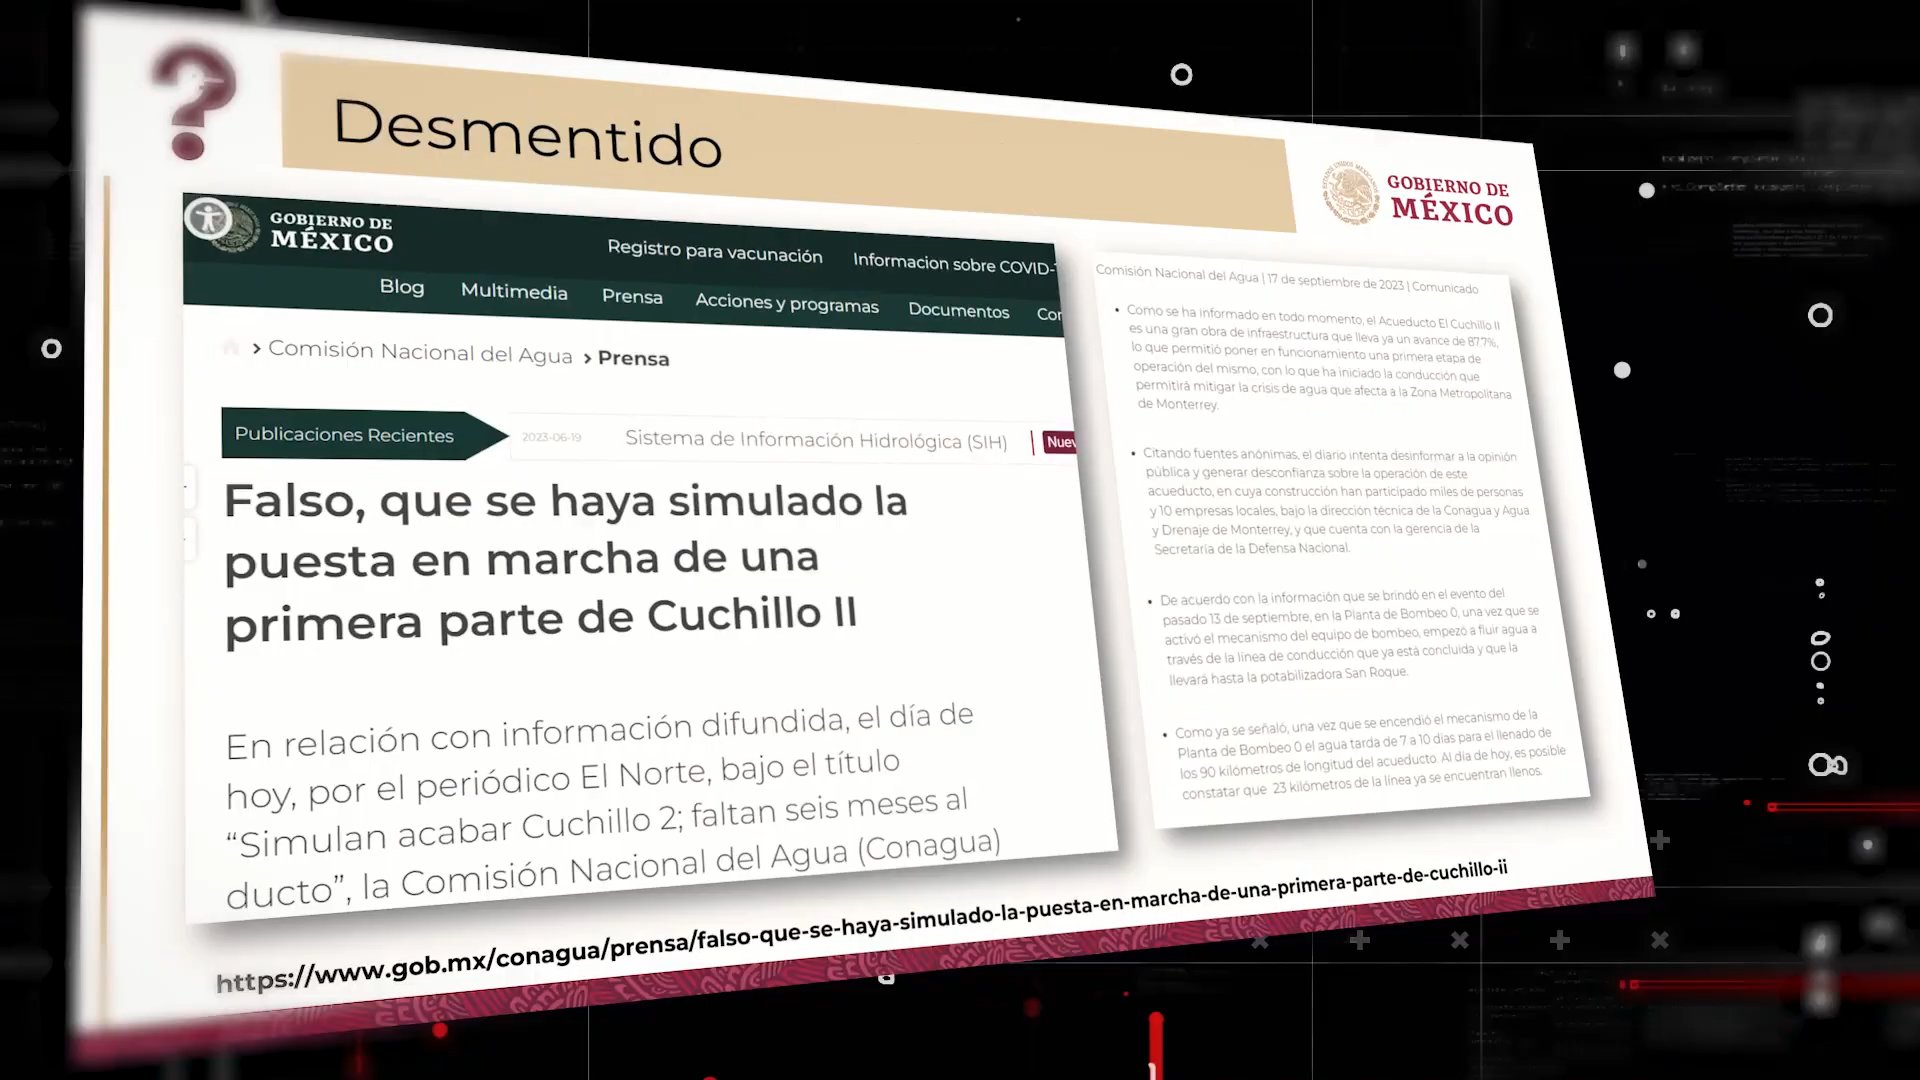 ?
Desmentido
GOBIERNO DE
MÉXICO
GOBIERNO DE
MÉXICO
Registro para vacunación
Informacion sobre COVID-1
Blog
Multimedia
Prensa
Acciones y programas
Documentos
Cor
> Comisión Nacional del Agua > Prensa
Publicaciones Recientes
2023-06-19
Sistema de Información Hidrológica (SIH)
Nuev
Falso, que se haya simulado la
puesta en marcha de una
primera parte de Cuchillo II
En relación con información difundida, el día de
hoy, por el periódico El Norte, bajo el título
“Simulan acabar Cuchillo 2; faltan seis meses al
ducto”, la Comisión Nacional del Agua (Conagua)
Comisión Nacional del Agua | 17 de septiembre de 2023 | Comunicado
• Como se ha informado en todo momento, el Acueducto El Cuchillo II
es una gran obra de infraestructura que lleva ya un avance de 87.7%,
lo que permitió poner en funcionamiento una primera etapa de
operación del mismo, con lo que ha iniciado la conducción que
permitirá mitigar la crisis de agua que afecta a la Zona Metropolitana
de Monterrey.
• Citando fuentes anónimas, el diario intenta desinformar a la opinión
pública y generar desconfianza sobre la operación de este
acueducto, en cuya construcción han participado miles de personas
y 10 empresas locales, bajo la dirección técnica de la Conagua y Agua
y Drenaje de Monterrey, y que cuenta con la gerencia de la
Secretaría de la Defensa Nacional.
• De acuerdo con la información que se brindó en el evento del
pasado 13 de septiembre, en la Planta de Bombeo 0, una vez que se
activó el mecanismo del equipo de bombeo, empezó a fluir agua a
través de la línea de conducción que ya está concluida y que la
llevará hasta la potabilizadora San Roque.
• Como ya se señaló, una vez que se encendió el mecanismo de la
Planta de Bombeo 0 el agua tarda de 7 a 10 días para el llenado de
los 90 kilómetros de longitud del acueducto. Al día de hoy, es posible
constatar que 23 kilómetros de la línea ya se encuentran llenos.
https://www.gob.mx/conagua/prensa/falso-que-se-haya-simulado-la-puesta-en-marcha-de-una-primera-parte-de-cuchillo-ii